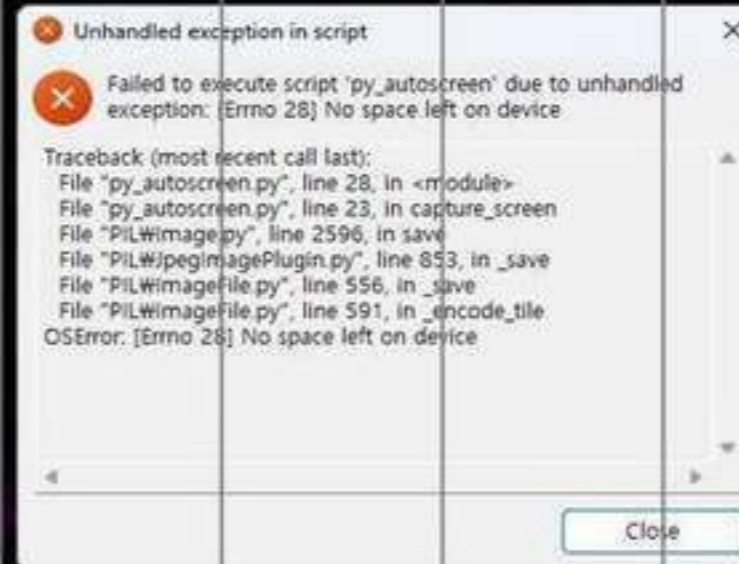 Unhandled exception in script
Failed to execute script 'py_autoscreen' due to unhandled
exception: [Errno 28] No space left on device
Traceback (most recent call last):
File "py_autoscreen.py", line 28, in <module>
File "py_autoscreen.py", line 23, in capture_screen
File "PIL₩Image.py", line 2596, in save
File "PIL₩JpegImagePlugin.py", line 853, in _save
File "PIL₩ImageFile.py", line 556, in _save
File "PIL₩ImageFile.py", line 591, in _encode_tile
OSError: [Errno 28] No space left on device
Close